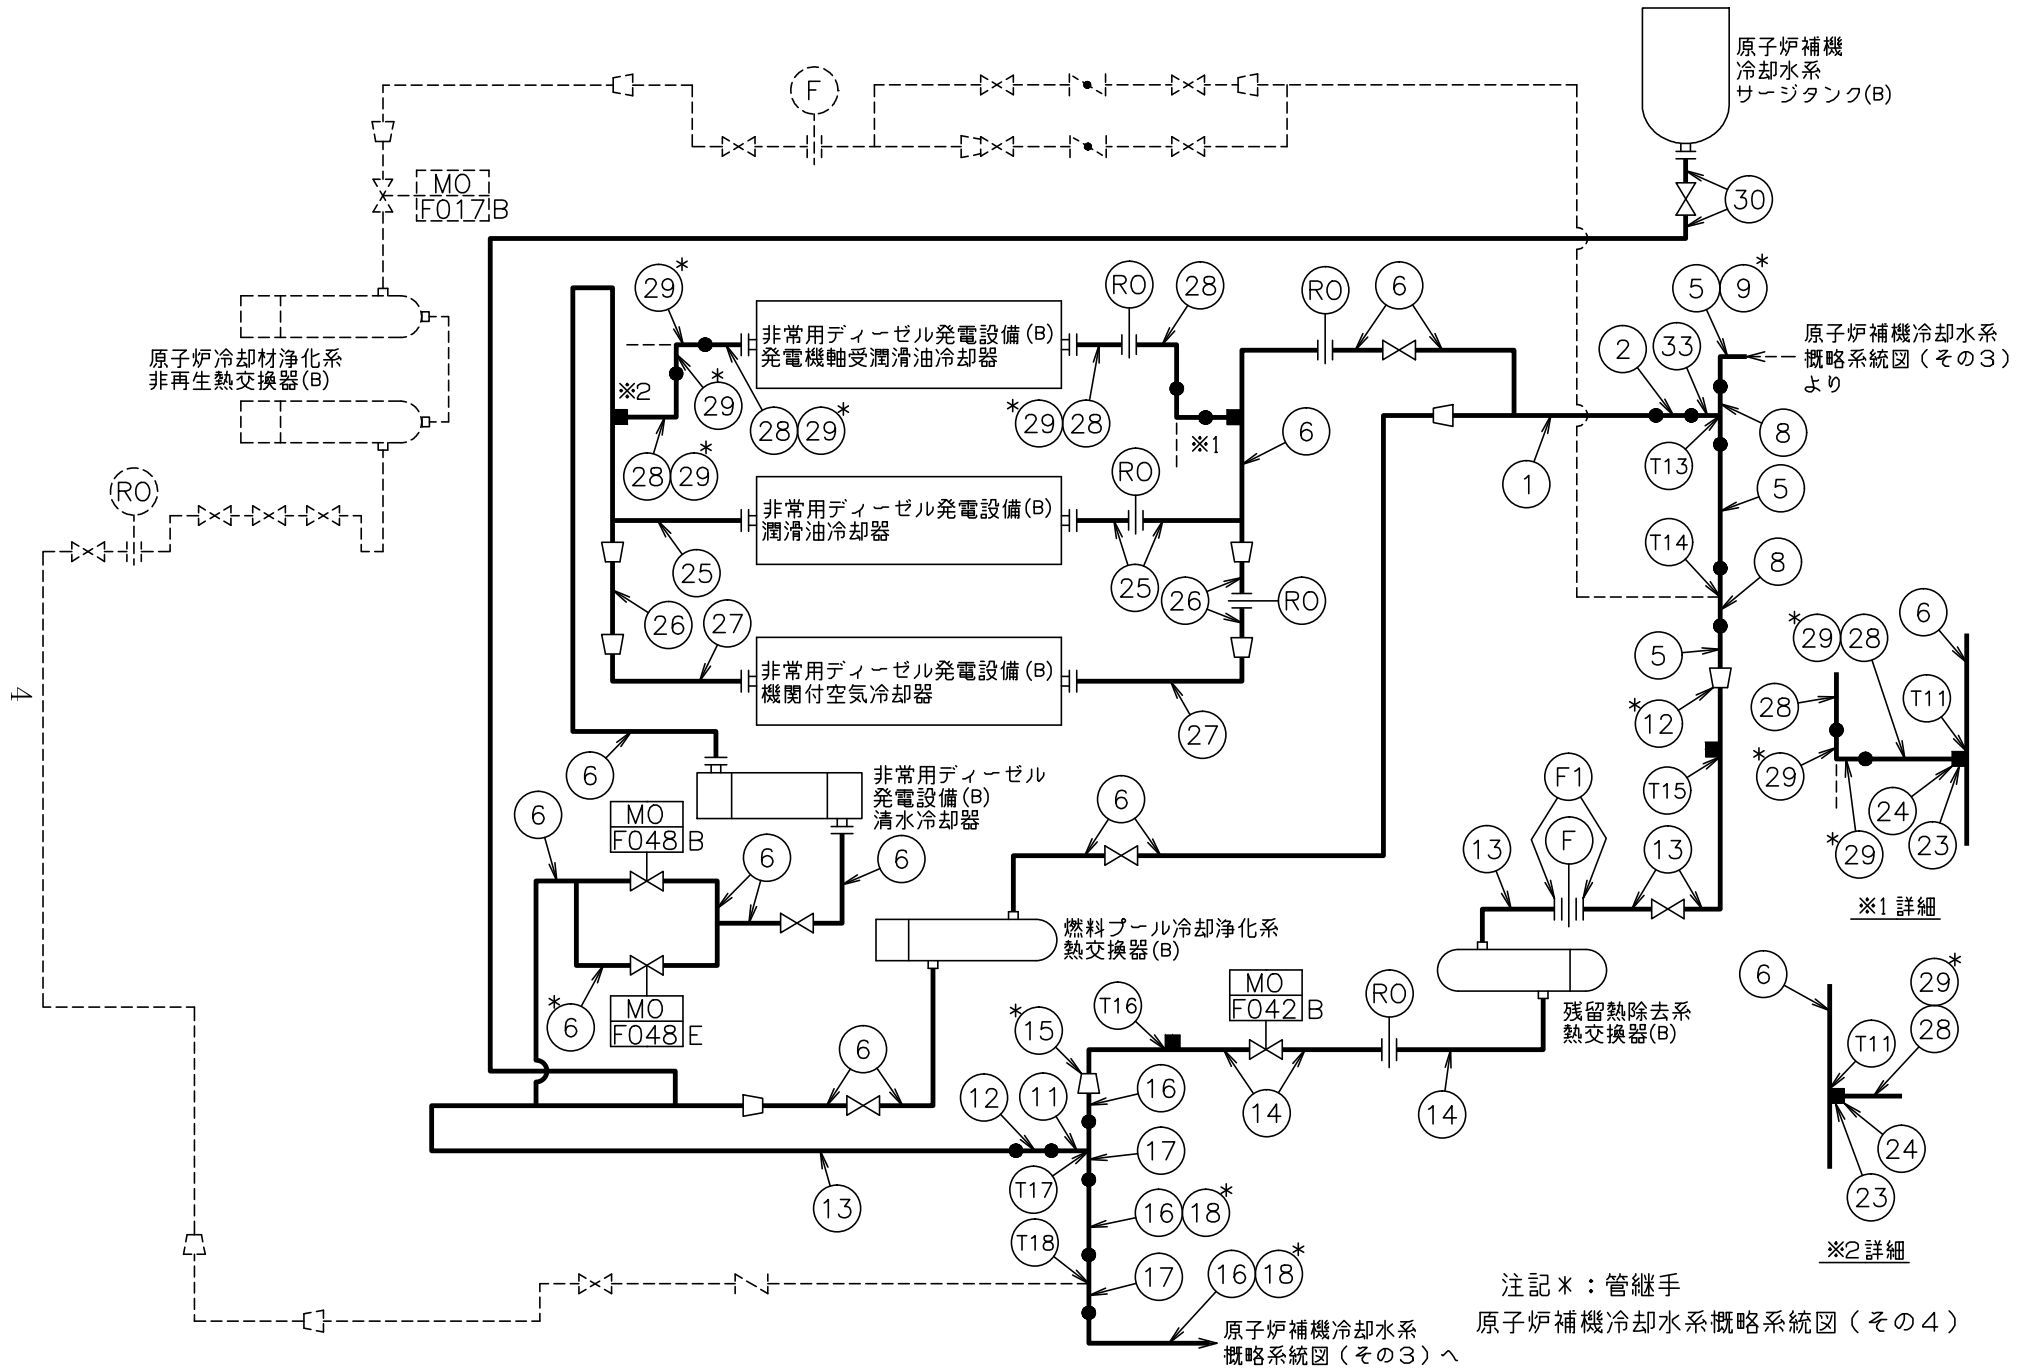 原子炉補機
冷却水系
サージタンク(B)
F
MO
F017B
30
原子炉冷却材浄化系
非再生熱交換器(B)
RO
29*
29*
※2
28 29*
28 29*
非常用ディーゼル発電設備(B)
発電機軸受潤滑油冷却器
RO
28
*29 28
※1
RO
6
6
5 9*
原子炉補機冷却水系
概略系統図(その3)
より
2
33
8
T13
1
5
T14
8
非常用ディーゼル発電設備(B)
潤滑油冷却器
RO
25
25
26
26
RO
27
非常用ディーゼル発電設備(B)
機関付空気冷却器
27
5
*12
T15
4
6
非常用ディーゼル
発電設備(B)
清水冷却器
6
MO
F048B
6
6
*6
MO
F048E
6
燃料プール冷却浄化系
熱交換器(B)
6
F1
F
13
13
残留熱除去系
熱交換器(B)
MO
F042B
RO
T16
*15
14
14
16
12
11
17
T17
13
16 18*
T18
17
16 18*
原子炉補機冷却水系
概略系統図(その3)へ
6
*29 28
28
T11
*29
24
*29
23
※1詳細
6
29*
28
T11
24
23
※2詳細
注記*:管継手
原子炉補機冷却水系概略系統図(その4)